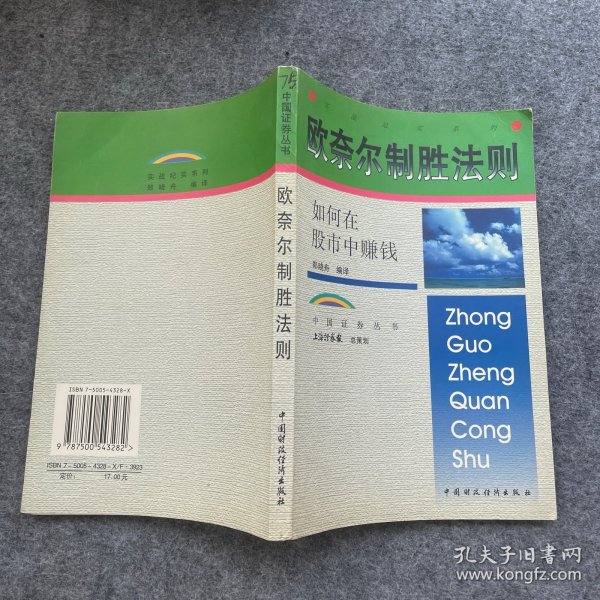 实战纪实系列
郑晓舟 编译
ISBN 7-5005-4328-X
9 787500 543282 >
ISBN 7-5005-4328-X/F·3923
定价: 17.00元
75
中国证券丛书
欧奈尔制胜法则
中国财政经济出版社
实战纪实系列
欧奈尔制胜法则
如何在
股市中赚钱
郑晓舟 编译
中国证券丛书
上海证券报 总策划
Zhong
Guo
Zheng
Quan
Cong
Shu
中国财政经济出版社
孔夫子旧书网
www.kongfz.com